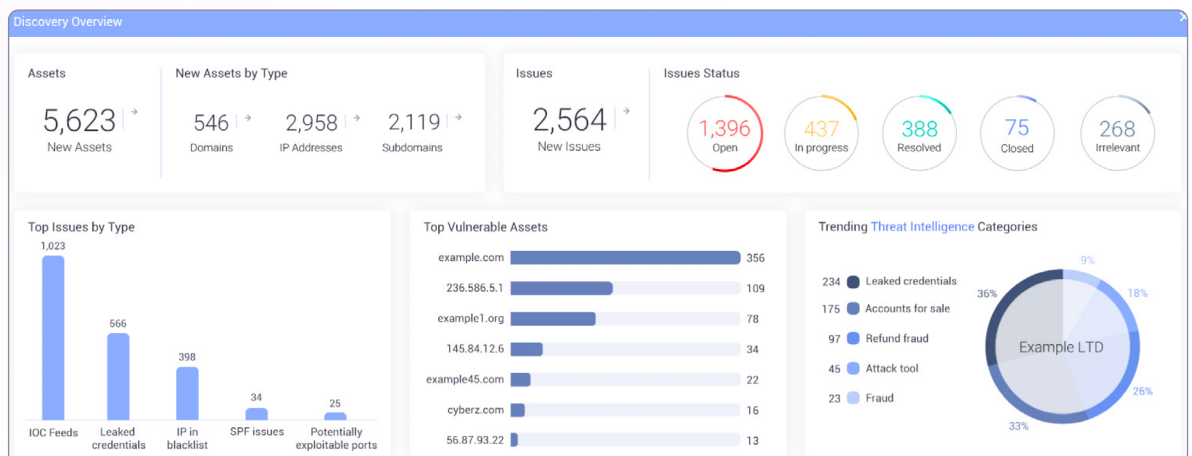 Discovery Overview
Assets
5,623
New Assets
New Assets by Type
546
Domains
2,958
IP Addresses
2,119
Subdomains
Issues
2,564
New Issues
Issues Status
1,396
Open
437
In progress
388
Resolved
75
Closed
268
Irrelevant
Top Issues by Type
1,023
566
398
34
25
IOC Feeds
Leaked
credentials
IP in
blacklist
SPF issues
Potentially
exploitable ports
Top Vulnerable Assets
example.com 356
236.586.5.1 109
example1.org 78
145.84.12.6 34
example45.com 22
cyberz.com 16
56.87.93.22 13
Trending Threat Intelligence Categories
234 Leaked credentials
175 Accounts for sale
97 Refund fraud
45 Attack tool
23 Fraud
9%
18%
36%
Example LTD
26%
33%